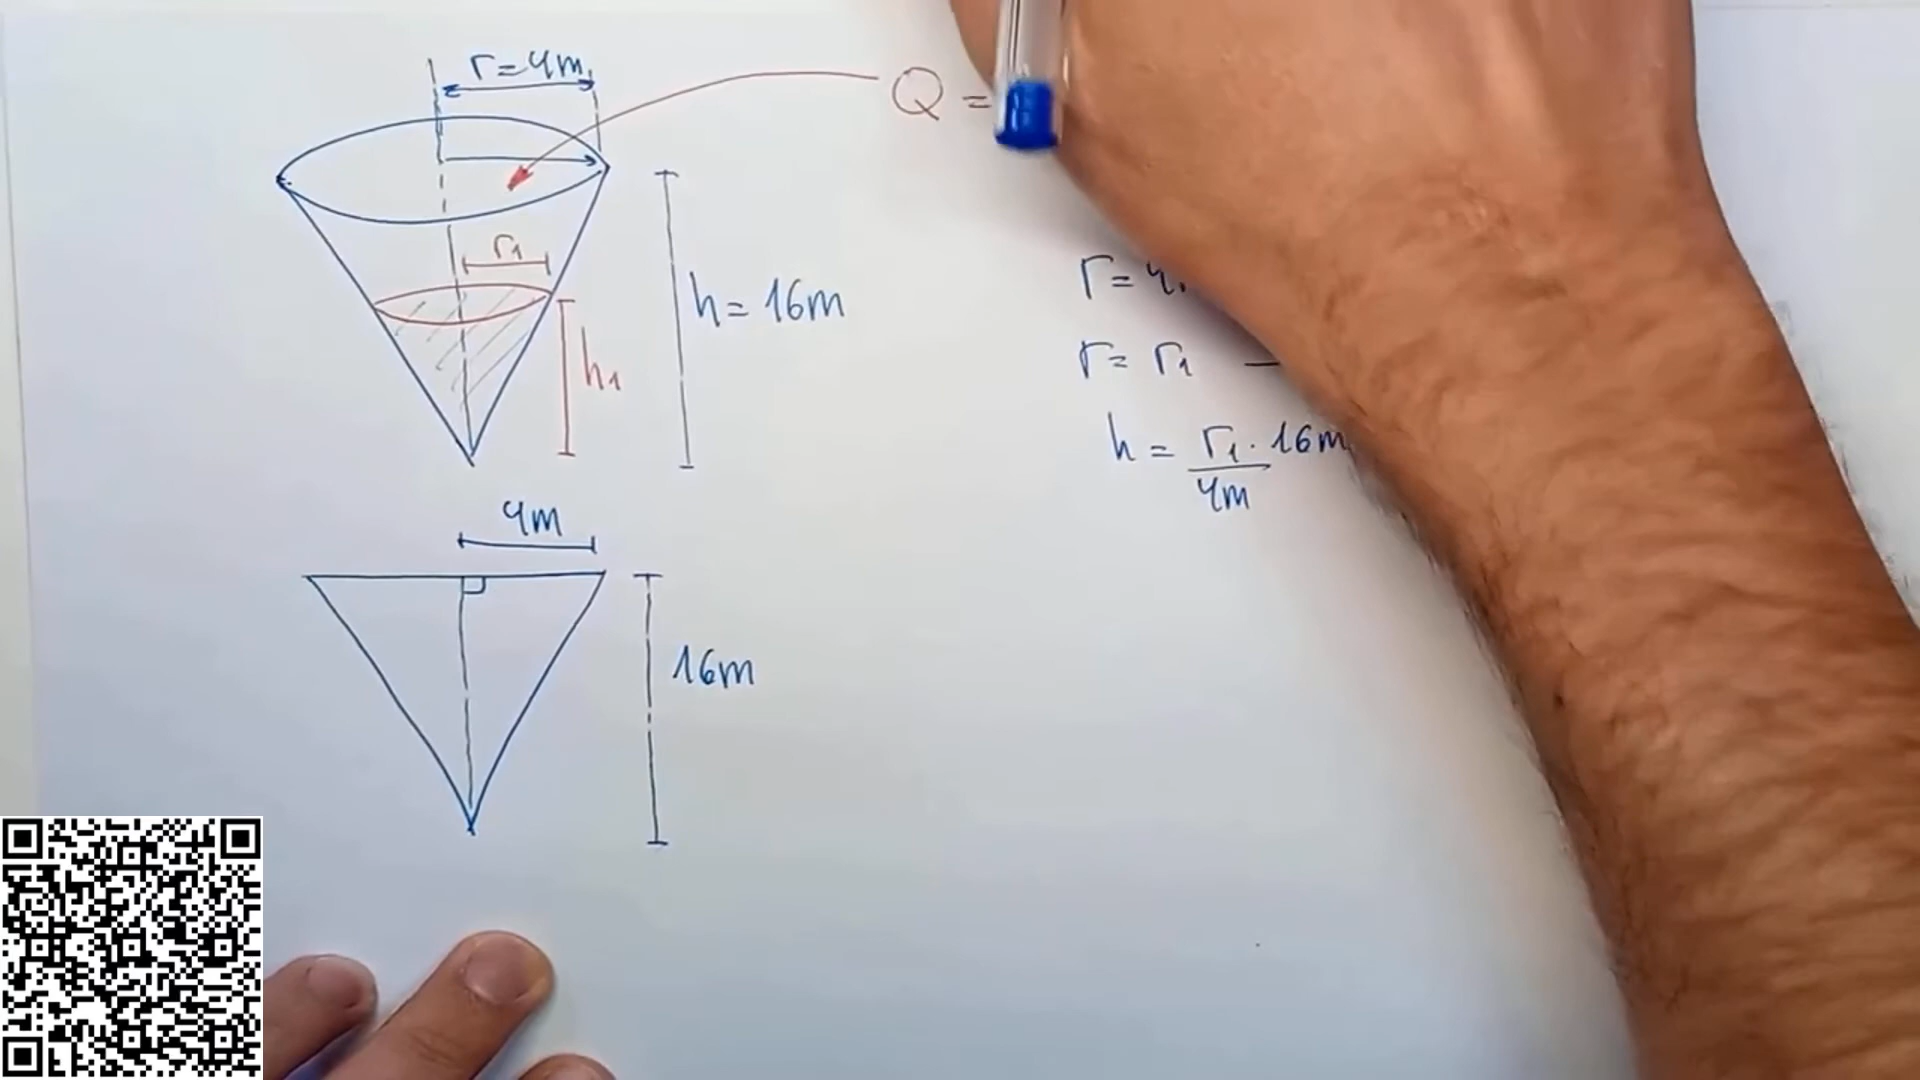 r=4m
Q =
r1
h= 16m
h1
r=
r= r1 —
h = r1 · 16m
4m
4m
16m